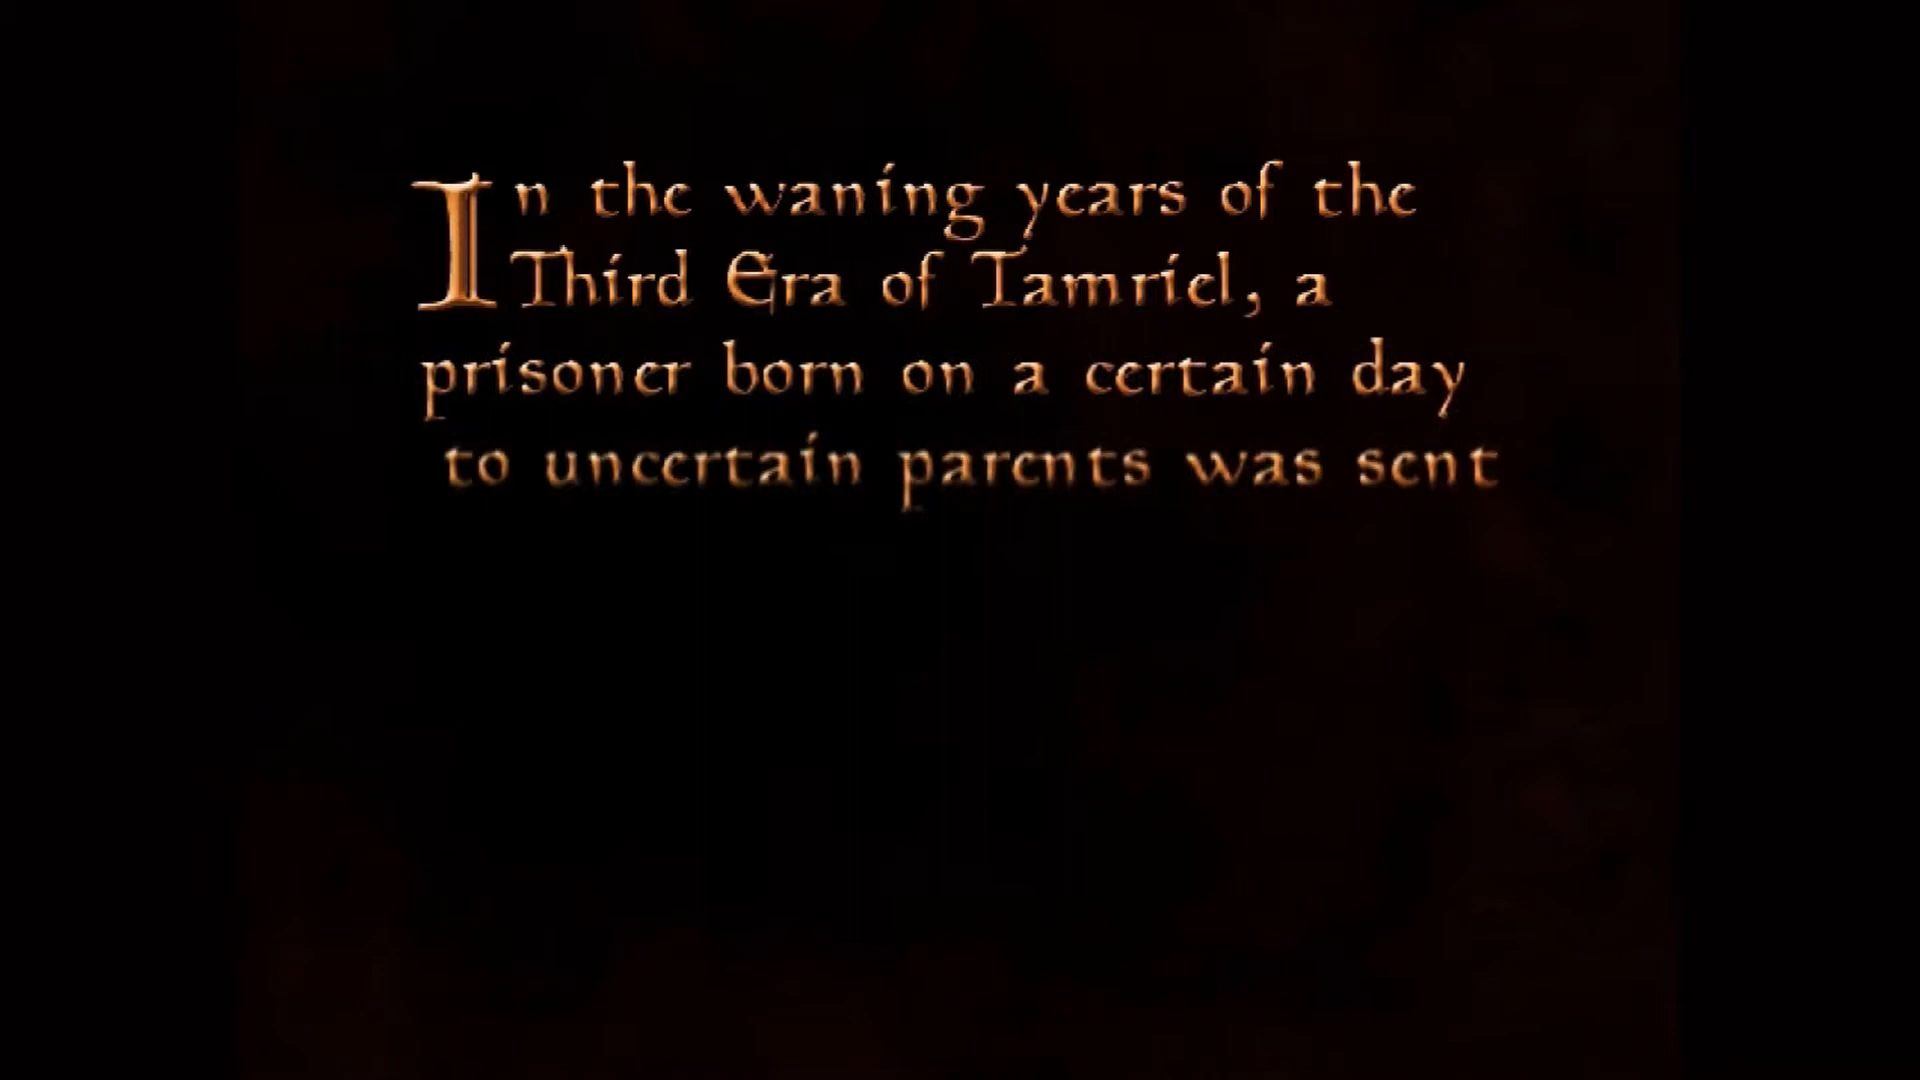 In the waning years of the
Third Era of Tamriel, a
prisoner born on a certain day
to uncertain parents was sent